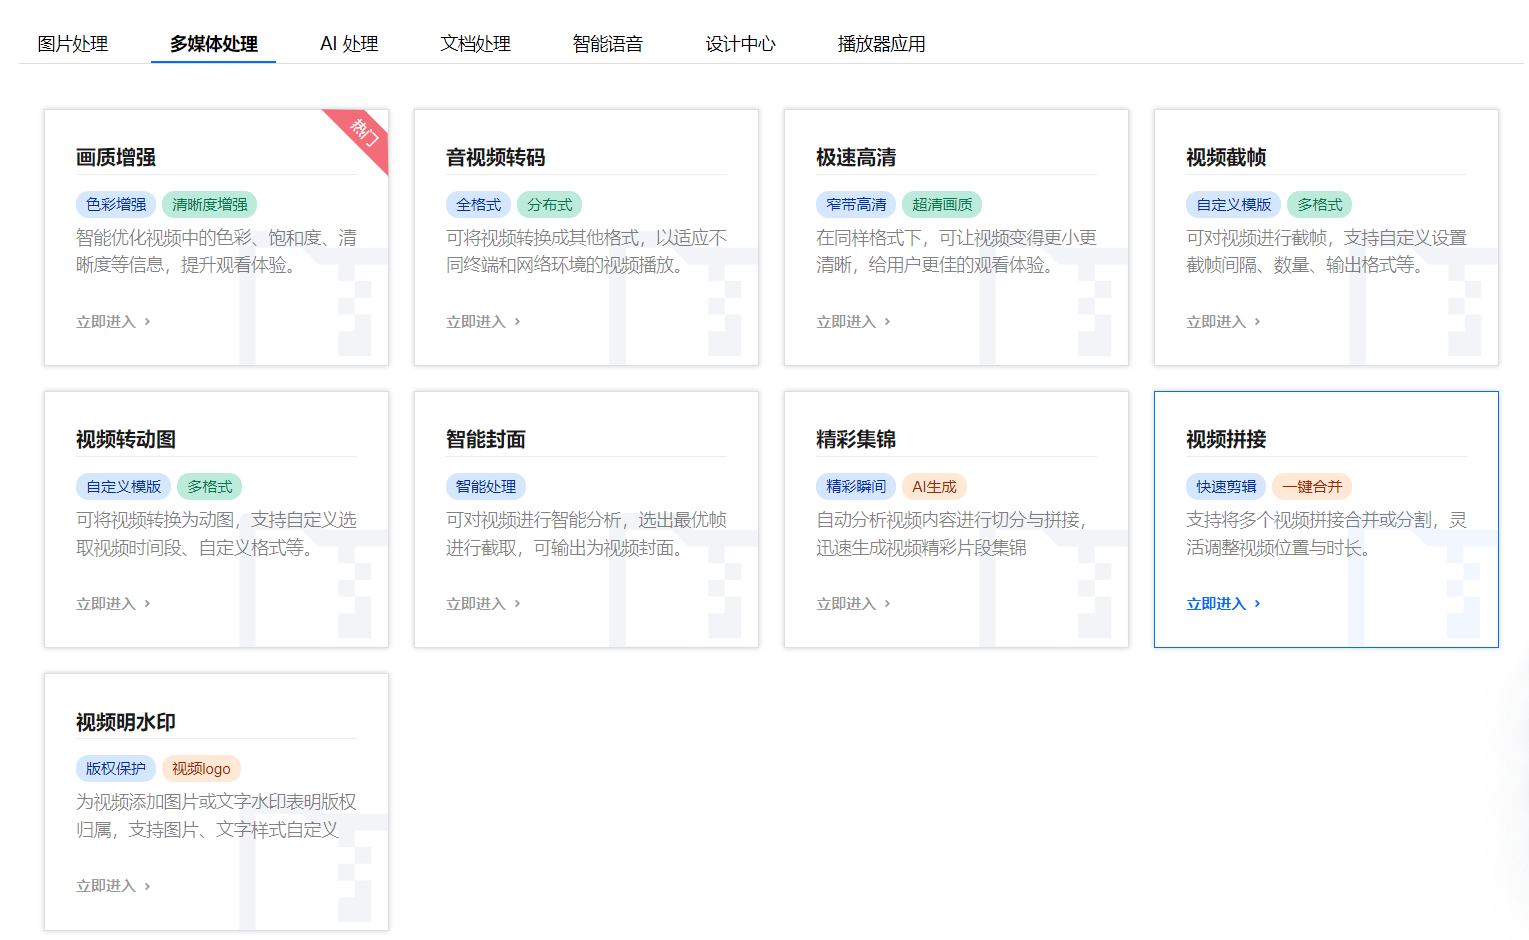 图片处理
多媒体处理
AI 处理
文档处理
智能语音
设计中心
播放器应用
热门
画质增强
色彩增强
清晰度增强
智能优化视频中的色彩、饱和度、清
晰度等信息，提升观看体验。
立即进入
音视频转码
全格式
分布式
可将视频转换成其他格式，以适应不
同终端和网络环境的视频播放。
立即进入
极速高清
窄带高清
超清画质
在同样格式下，可让视频变得更小更
清晰，给用户更佳的观看体验。
立即进入
视频截帧
自定义模版
多格式
可对视频进行截帧，支持自定义设置
截帧间隔、数量、输出格式等。
立即进入
视频转动图
自定义模版
多格式
可将视频转换为动图，支持自定义选
取视频时间段、自定义格式等。
立即进入
智能封面
智能处理
可对视频进行智能分析，选出最优帧
进行截取，可输出为视频封面。
立即进入
精彩集锦
精彩瞬间
AI生成
自动分析视频内容进行切分与拼接，
迅速生成视频精彩片段集锦
立即进入
视频拼接
快速剪辑
一键合并
支持将多个视频拼接合并或分割，灵
活调整视频位置与时长。
立即进入
视频明水印
版权保护
视频logo
为视频添加图片或文字水印表明版权
归属，支持图片、文字样式自定义
立即进入